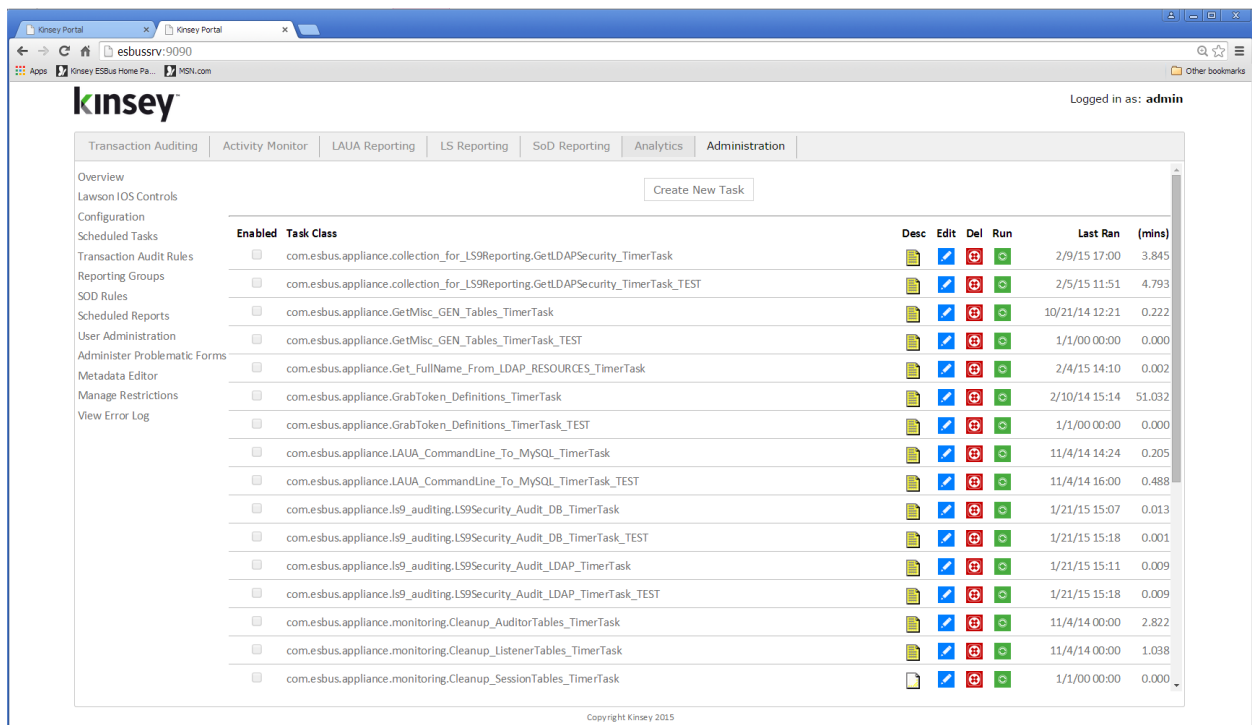 Kinsey Portal
Kinsey Portal
esbussrv:9090
Apps Kinsey ESBus Home Pa... MSN.com Other bookmarks
kinsey™ Logged in as: admin
Transaction Auditing Activity Monitor LAUA Reporting LS Reporting SoD Reporting Analytics Administration
Overview
Lawson IOS Controls
Configuration
Scheduled Tasks
Transaction Audit Rules
Reporting Groups
SOD Rules
Scheduled Reports
User Administration
Administer Problematic Forms
Metadata Editor
Manage Restrictions
View Error Log
Create New Task
Enabled Task Class Desc Edit Del Run Last Ran (mins)
com.esbus.appliance.collection_for_LS9Reporting.GetLDAPSecurity_TimerTask 2/9/15 17:00 3.845
com.esbus.appliance.collection_for_LS9Reporting.GetLDAPSecurity_TimerTask_TEST 2/5/15 11:51 4.793
com.esbus.appliance.GetMisc_GEN_Tables_TimerTask 10/21/14 12:21 0.222
com.esbus.appliance.GetMisc_GEN_Tables_TimerTask_TEST 1/1/00 00:00 0.000
com.esbus.appliance.Get_FullName_From_LDAP_RESOURCES_TimerTask 2/4/15 14:10 0.002
com.esbus.appliance.GrabToken_Definitions_TimerTask 2/10/14 15:14 51.032
com.esbus.appliance.GrabToken_Definitions_TimerTask_TEST 1/1/00 00:00 0.000
com.esbus.appliance.LAUA_CommandLine_To_MySQL_TimerTask 11/4/14 14:24 0.205
com.esbus.appliance.LAUA_CommandLine_To_MySQL_TimerTask_TEST 11/4/14 16:00 0.488
com.esbus.appliance.ls9_auditing.LS9Security_Audit_DB_TimerTask 1/21/15 15:07 0.013
com.esbus.appliance.ls9_auditing.LS9Security_Audit_DB_TimerTask_TEST 1/21/15 15:18 0.001
com.esbus.appliance.ls9_auditing.LS9Security_Audit_LDAP_TimerTask 1/21/15 15:11 0.009
com.esbus.appliance.ls9_auditing.LS9Security_Audit_LDAP_TimerTask_TEST 1/21/15 15:18 0.009
com.esbus.appliance.monitoring.Cleanup_AuditorTables_TimerTask 11/4/14 00:00 2.822
com.esbus.appliance.monitoring.Cleanup_ListenerTables_TimerTask 11/4/14 00:00 1.038
com.esbus.appliance.monitoring.Cleanup_SessionTables_TimerTask 1/1/00 00:00 0.000
Copyright Kinsey 2015